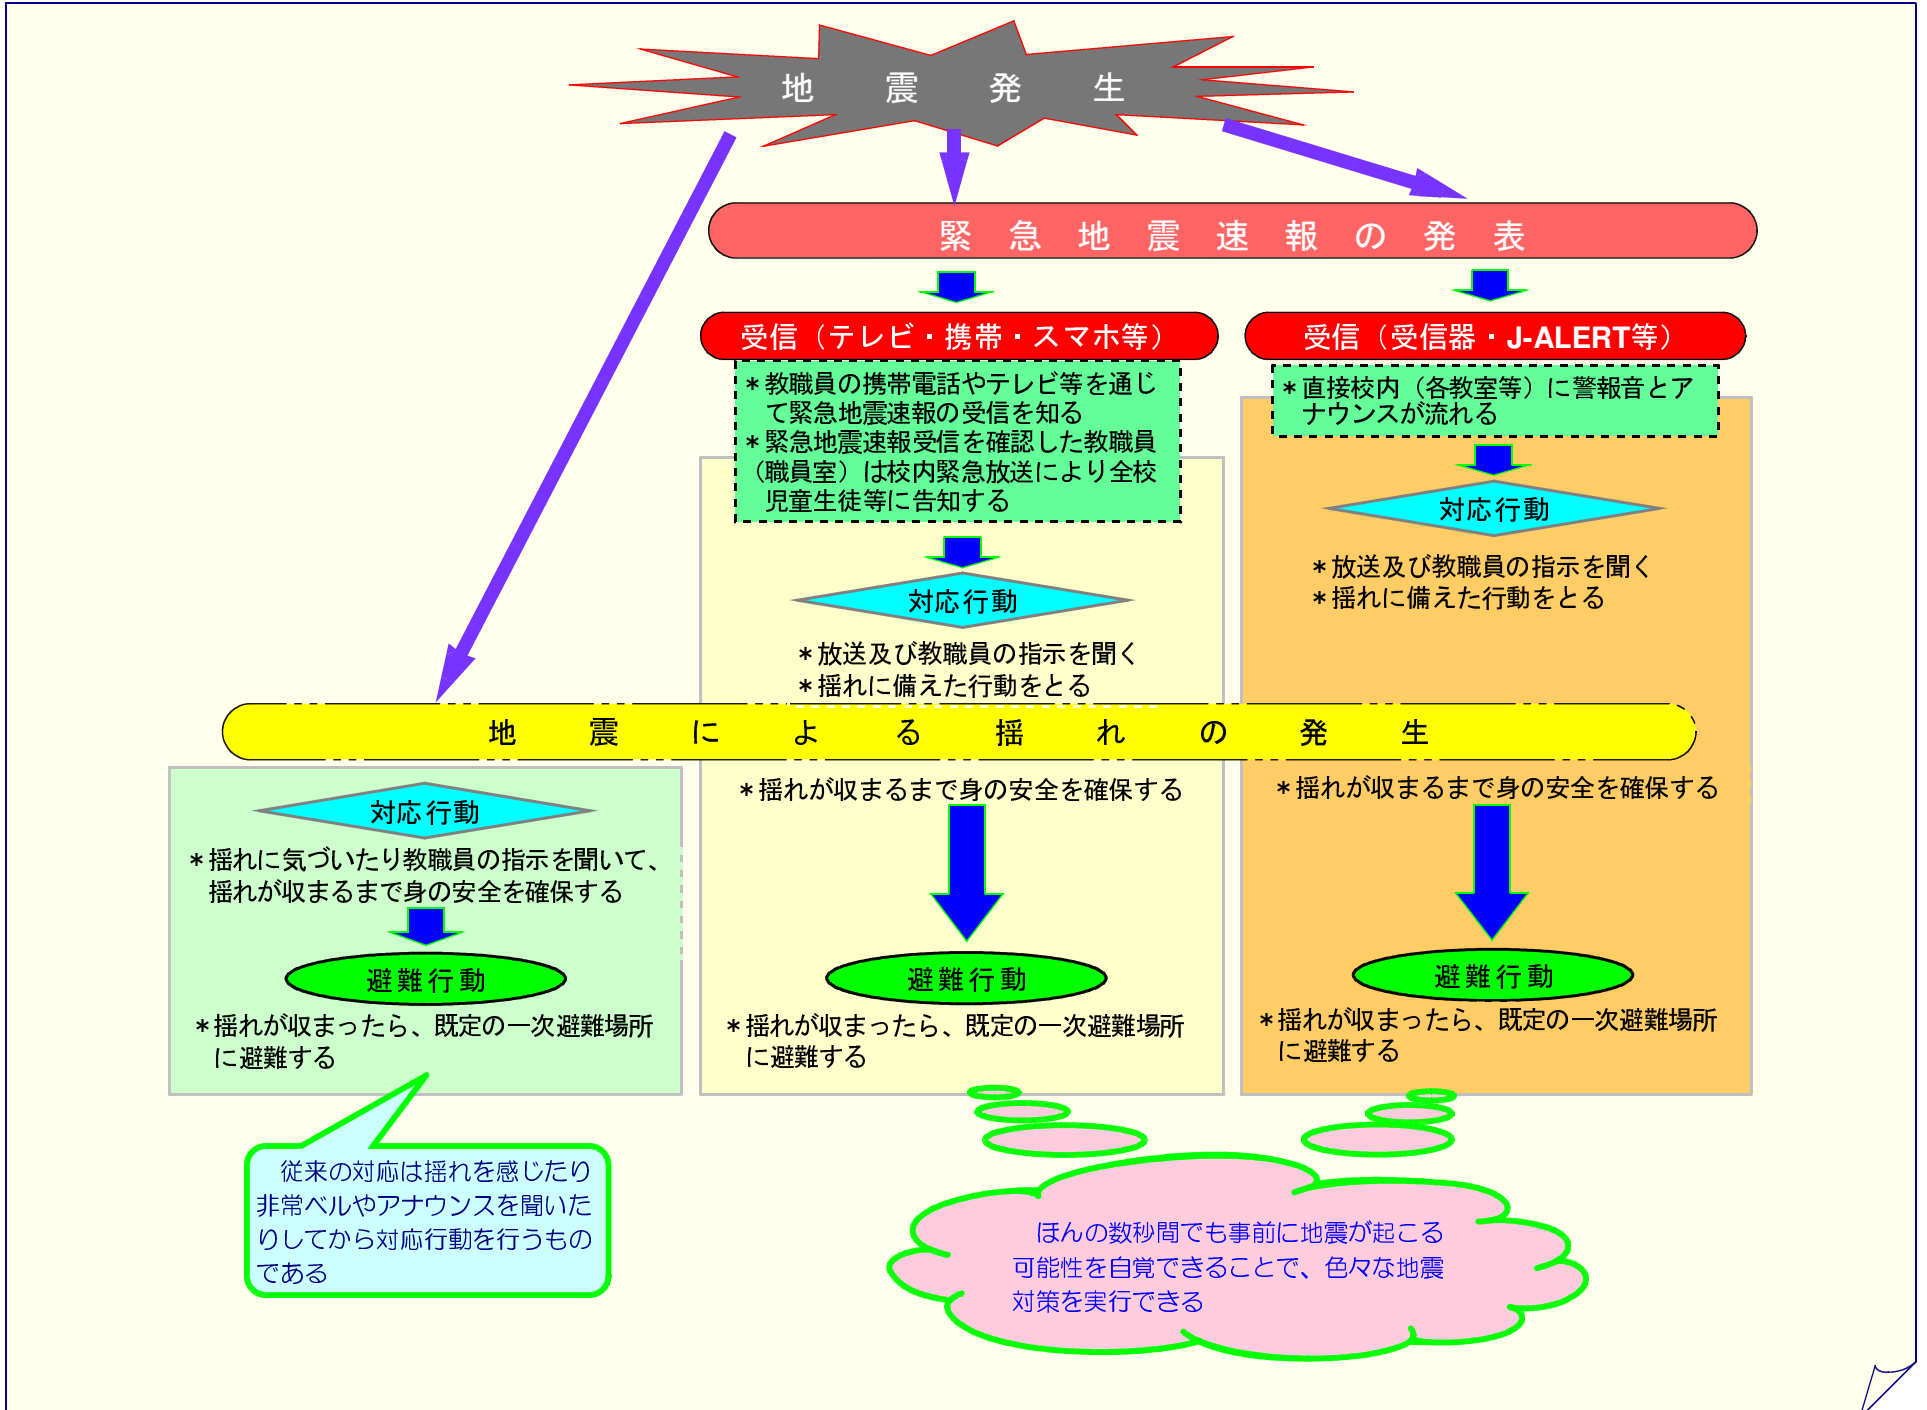 地震発生
緊急地震速報の発表
受信（テレビ・携帯・スマホ等）
＊教職員の携帯電話やテレビ等を通じ
て緊急地震速報の受信を知る
＊緊急地震速報受信を確認した教職員
（職員室）は校内緊急放送により全校
児童生徒等に告知する
対応行動
＊放送及び教職員の指示を聞く
＊揺れに備えた行動をとる
受信（受信器・J-ALERT等）
＊直接校内（各教室等）に警報音とア
ナウンスが流れる
対応行動
＊放送及び教職員の指示を聞く
＊揺れに備えた行動をとる
地震による揺れの発生
対応行動
＊揺れに気づいたり教職員の指示を聞いて、
揺れが収まるまで身の安全を確保する
避難行動
＊揺れが収まったら、既定の一次避難場所
に避難する
＊揺れが収まるまで身の安全を確保する
避難行動
＊揺れが収まったら、既定の一次避難場所
に避難する
＊揺れが収まるまで身の安全を確保する
避難行動
＊揺れが収まったら、既定の一次避難場所
に避難する
従来の対応は揺れを感じたり
非常ベルやアナウンスを聞いた
りしてから対応行動を行うもの
である
ほんの数秒間でも事前に地震が起こる
可能性を自覚できることで、色々な地震
対策を実行できる